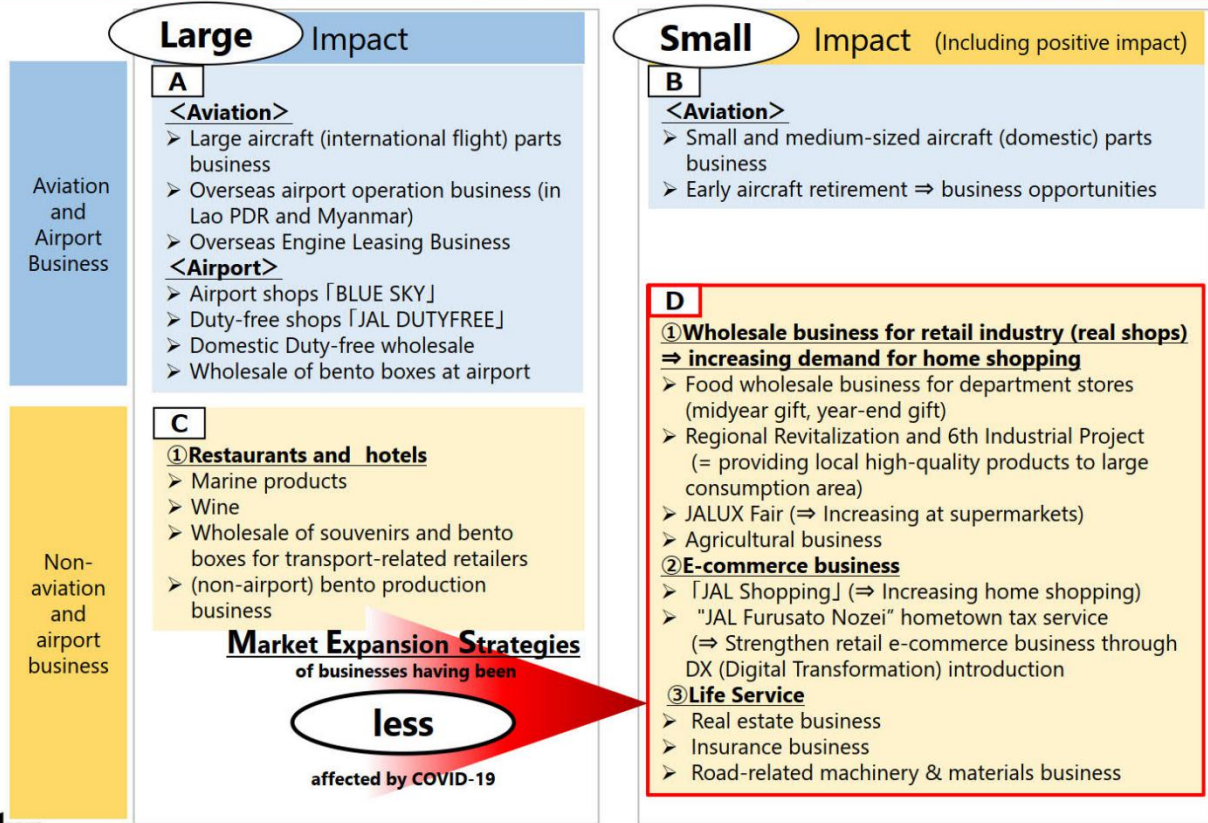 Large Impact
Small Impact (Including positive impact)
Aviation
and
Airport
Business
A
<Aviation>
➢ Large aircraft (international flight) parts
business
➢ Overseas airport operation business (in
Lao PDR and Myanmar)
➢ Overseas Engine Leasing Business
<Airport>
➢ Airport shops ｢BLUE SKY｣
➢ Duty-free shops ｢JAL DUTYFREE｣
➢ Domestic Duty-free wholesale
➢ Wholesale of bento boxes at airport
B
<Aviation>
➢ Small and medium-sized aircraft (domestic) parts
business
➢ Early aircraft retirement ⇒ business opportunities
Non-
aviation
and
airport
business
C
①Restaurants and hotels
➢ Marine products
➢ Wine
➢ Wholesale of souvenirs and bento
boxes for transport-related retailers
➢ (non-airport) bento production
business
Market Expansion Strategies
of businesses having been
less
affected by COVID-19
D
①Wholesale business for retail industry (real shops)
⇒ increasing demand for home shopping
➢ Food wholesale business for department stores
(midyear gift, year-end gift)
➢ Regional Revitalization and 6th Industrial Project
(= providing local high-quality products to large
consumption area)
➢ JALUX Fair (⇒ Increasing at supermarkets)
➢ Agricultural business
②E-commerce business
➢ ｢JAL Shopping｣ (⇒ Increasing home shopping)
➢ "JAL Furusato Nozei” hometown tax service
(⇒ Strengthen retail e-commerce business through
DX (Digital Transformation) introduction
③Life Service
➢ Real estate business
➢ Insurance business
➢ Road-related machinery & materials business